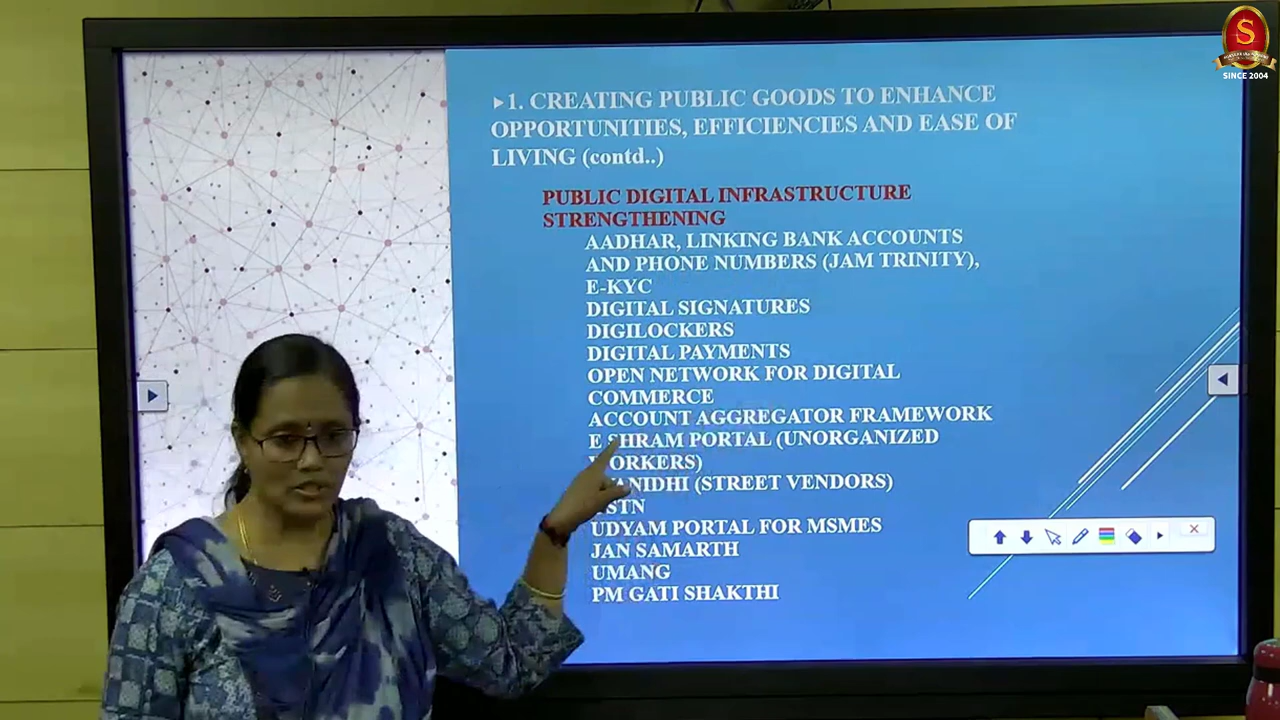 S
SINCE 2004
▸1. CREATING PUBLIC GOODS TO ENHANCE
OPPORTUNITIES, EFFICIENCIES AND EASE OF
LIVING (contd..)
PUBLIC DIGITAL INFRASTRUCTURE
STRENGTHENING
AADHAR, LINKING BANK ACCOUNTS
AND PHONE NUMBERS (JAM TRINITY),
E-KYC
DIGITAL SIGNATURES
DIGILOCKERS
DIGITAL PAYMENTS
OPEN NETWORK FOR DIGITAL
COMMERCE
ACCOUNT AGGREGATOR FRAMEWORK
E SHRAM PORTAL (UNORGANIZED
WORKERS)
(STREET VENDORS)
UDYAM PORTAL FOR MSMES
JAN SAMARTH
UMANG
PM GATI SHAKTHI